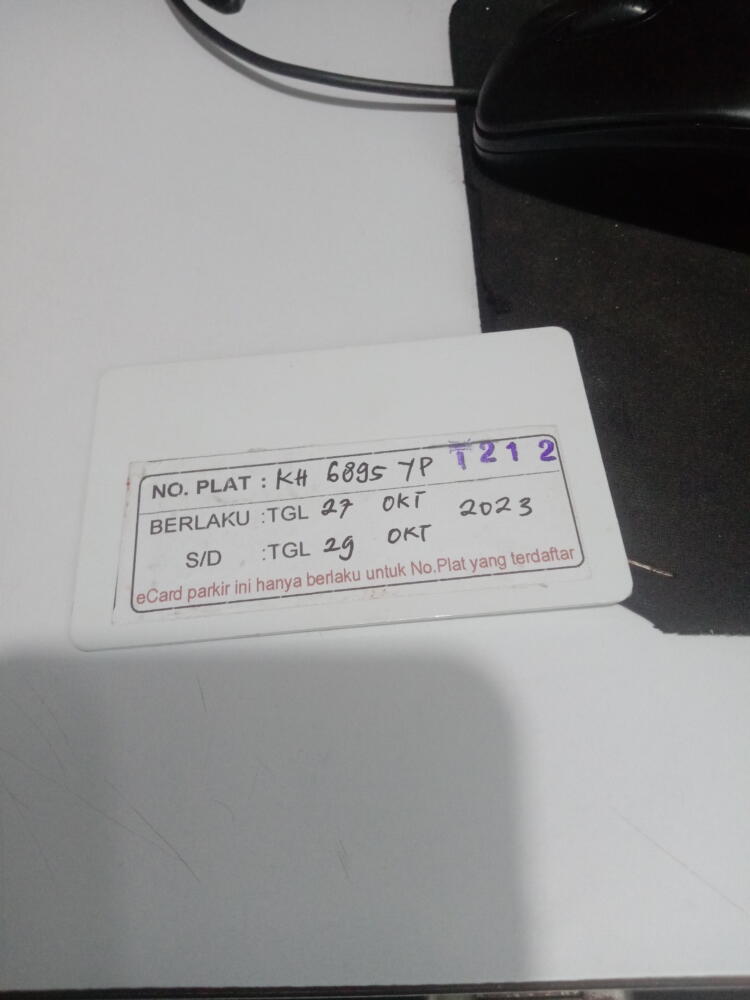 NO. PLAT : KH 6895 YP T212
BERLAKU :TGL 27 OKT 2023
S/D :TGL 29 OKT
eCard parkir ini hanya berlaku untuk No.Plat yang terdaftar